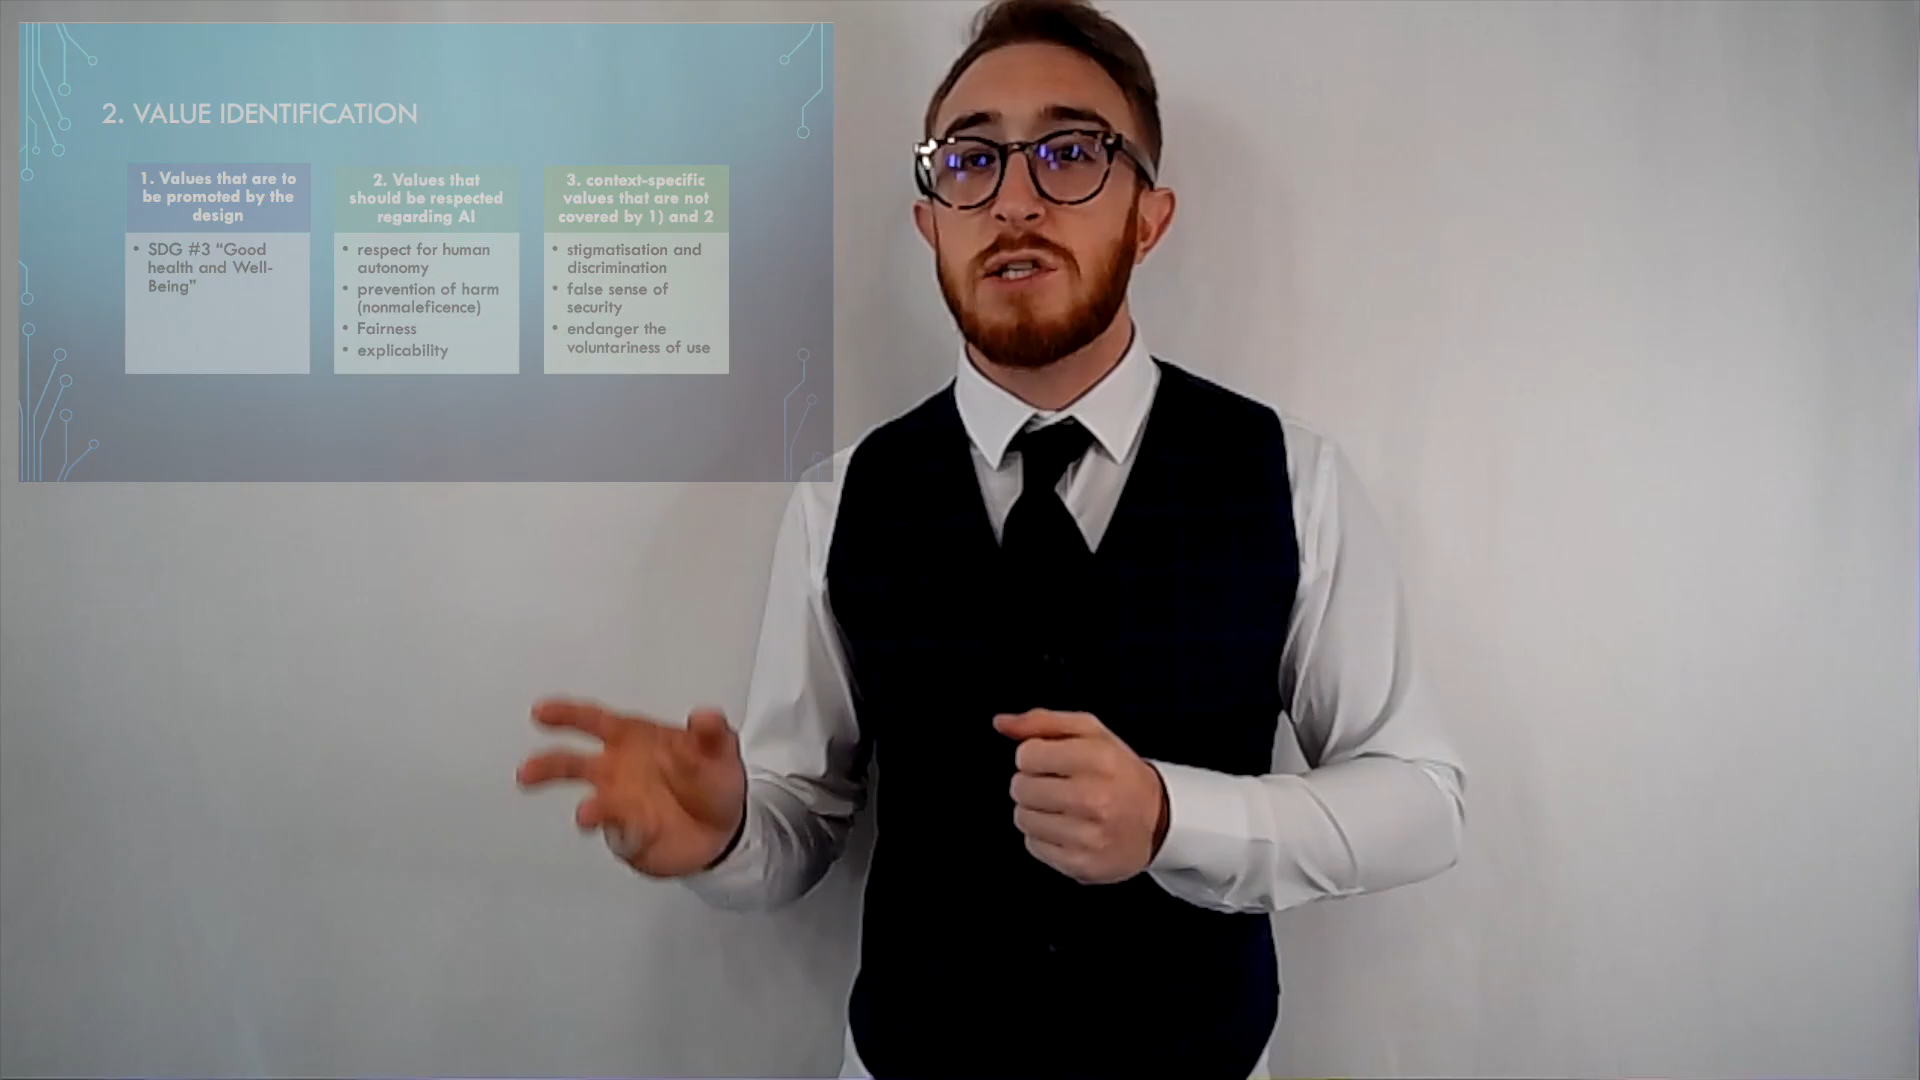 2. VALUE IDENTIFICATION
1. Values that are to
be promoted by the
design
• SDG #3 “Good
health and Well-
Being”
2. Values that
should be respected
regarding AI
• respect for human
autonomy
• prevention of harm
(nonmaleficence)
• Fairness
• explicability
3. context-specific
values that are not
covered by 1) and 2
• stigmatisation and
discrimination
• false sense of
security
• endanger the
voluntariness of use